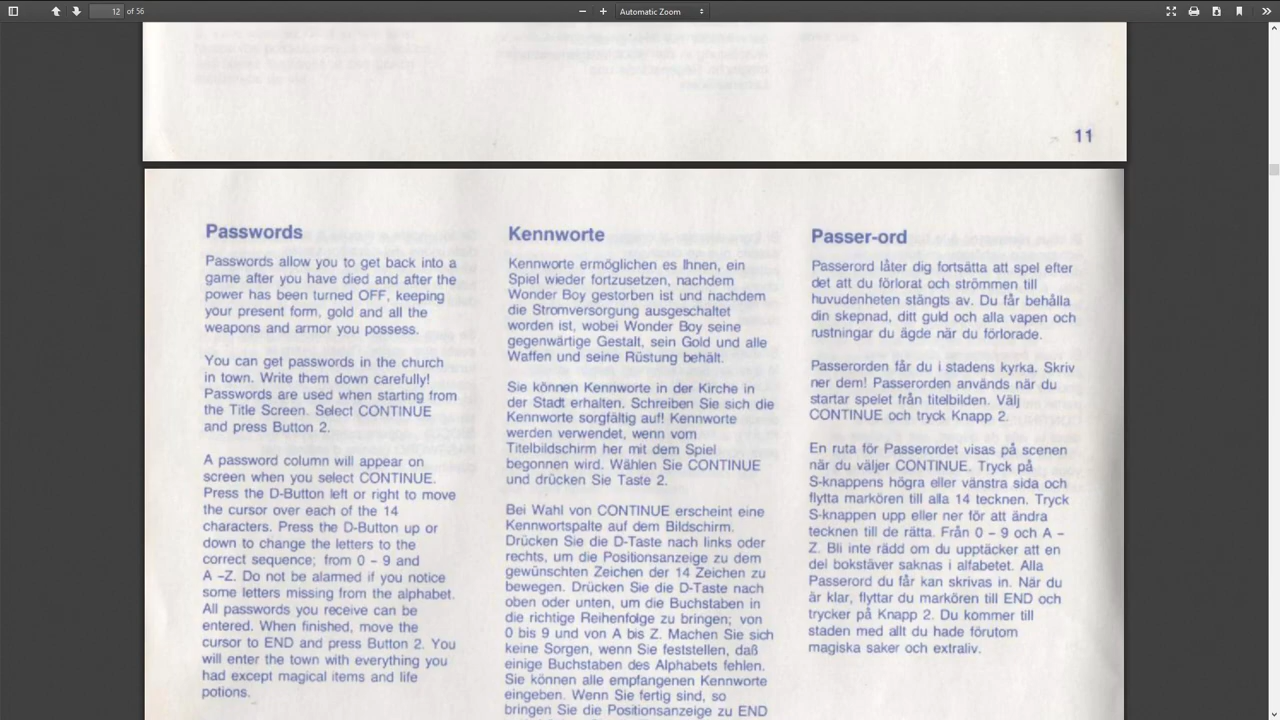 12
of 56
Automatic Zoom
11
Passwords
Passwords allow you to get back into a
game after you have died and after the
power has been turned OFF, keeping
your present form, gold and all the
weapons and armor you possess.
You can get passwords in the church
in town. Write them down carefully!
Passwords are used when starting from
the Title Screen. Select CONTINUE
and press Button 2.
A password column will appear on
screen when you select CONTINUE.
Press the D-Button left or right to move
the cursor over each of the 14
characters. Press the D-Button up or
down to change the letters to the
correct sequence; from 0 – 9 and
A –Z. Do not be alarmed if you notice
some letters missing from the alphabet.
All passwords you receive can be
entered. When finished, move the
cursor to END and press Button 2. You
will enter the town with everything you
had except magical items and life
potions.
Kennworte
Kennworte ermöglichen es Ihnen, ein
Spiel wieder fortzusetzen, nachdem
Wonder Boy gestorben ist und nachdem
die Stromversorgung ausgeschaltet
worden ist, wobei Wonder Boy seine
gegenwärtige Gestalt, sein Gold und alle
Waffen und seine Rüstung behält.
Sie können Kennworte in der Kirche in
der Stadt erhalten. Schreiben Sie sich die
Kennworte sorgfältig auf! Kennworte
werden verwendet, wenn vom
Titelbildschirm her mit dem Spiel
begonnen wird. Wählen Sie CONTINUE
und drücken Sie Taste 2.
Bei Wahl von CONTINUE erscheint eine
Kennwortspalte auf dem Bildschirm.
Drücken Sie die D-Taste nach links oder
rechts, um die Positionsanzeige zu dem
gewünschten Zeichen der 14 Zeichen zu
bewegen. Drücken Sie die D-Taste nach
oben oder unten, um die Buchstaben in
die richtige Reihenfolge zu bringen; von
0 bis 9 und von A bis Z. Machen Sie sich
keine Sorgen, wenn Sie feststellen, daß
einige Buchstaben des Alphabets fehlen.
Sie können alle empfangenen Kennworte
eingeben. Wenn Sie fertig sind, so
bringen Sie die Positionsanzeige zu END
Passer-ord
Passerord låter dig fortsätta att spel efter
det att du förlorat och strömmen till
huvudenheten stängts av. Du får behålla
din skepnad, ditt guld och alla vapen och
rustningar du ägde när du förlorade.
Passerorden får du i stadens kyrka. Skriv
ner dem! Passerorden används när du
startar spelet från titelbilden. Välj
CONTINUE och tryck Knapp 2.
En ruta för Passerordet visas på scenen
når du väljer CONTINUE. Tryck på
S-knappens högra eller vänstra sida och
flytta markören till alla 14 tecknen. Tryck
S-knappen upp eller ner för att ändra
tecknen till de rätta. Från 0 – 9 och A –
Z. Bli inte rädd om du upptäcker att en
del bokstäver saknas i alfabetet. Alla
Passerord du får kan skrivas in. När du
är klar, flyttar du markören till END och
trycker på Knapp 2. Du kommer till
staden med allt du hade förutom
magiska saker och extraliv.